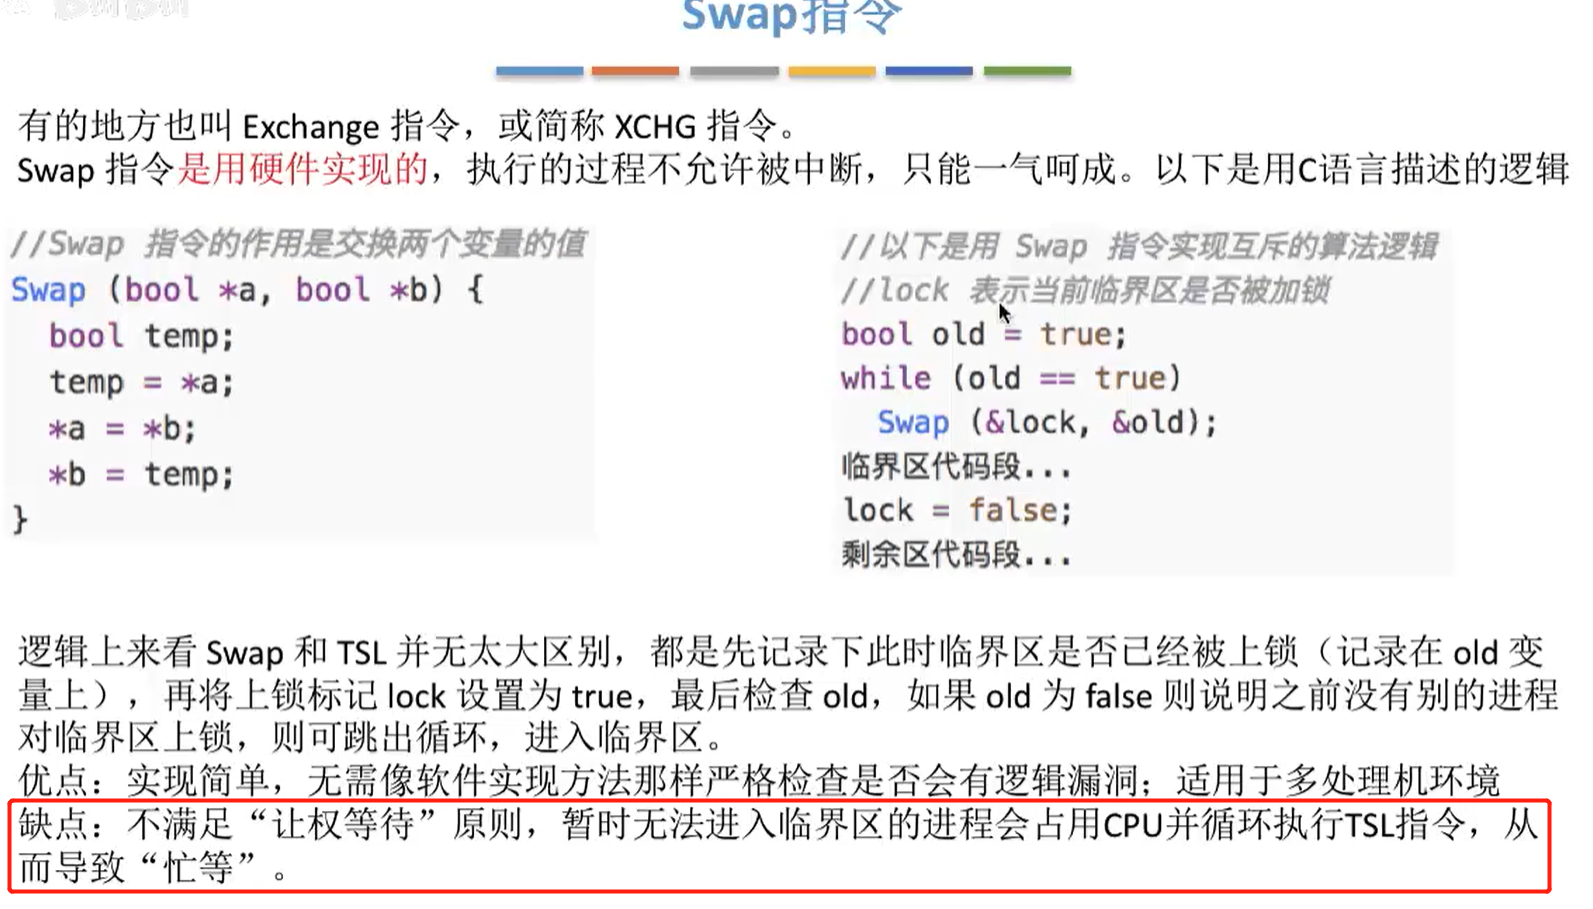 Swap指令
有的地方也叫 Exchange 指令，或简称 XCHG 指令。
Swap 指令是用硬件实现的，执行的过程不允许被中断，只能一气呵成。以下是用C语言描述的逻辑
//Swap 指令的作用是交换两个变量的值
Swap (bool *a, bool *b) {
  bool temp;
  temp = *a;
  *a = *b;
  *b = temp;
}
//以下是用 Swap 指令实现互斥的算法逻辑
//lock 表示当前临界区是否被加锁
bool old = true;
while (old == true)
  Swap (&lock, &old);
临界区代码段...
lock = false;
剩余区代码段...
逻辑上来看 Swap 和 TSL 并无太大区别，都是先记录下此时临界区是否已经被上锁（记录在 old 变
量上），再将上锁标记 lock 设置为 true，最后检查 old，如果 old 为 false 则说明之前没有别的进程
对临界区上锁，则可跳出循环，进入临界区。
优点：实现简单，无需像软件实现方法那样严格检查是否会有逻辑漏洞；适用于多处理机环境
缺点：不满足“让权等待”原则，暂时无法进入临界区的进程会占用CPU并循环执行TSL指令，从
而导致“忙等”。